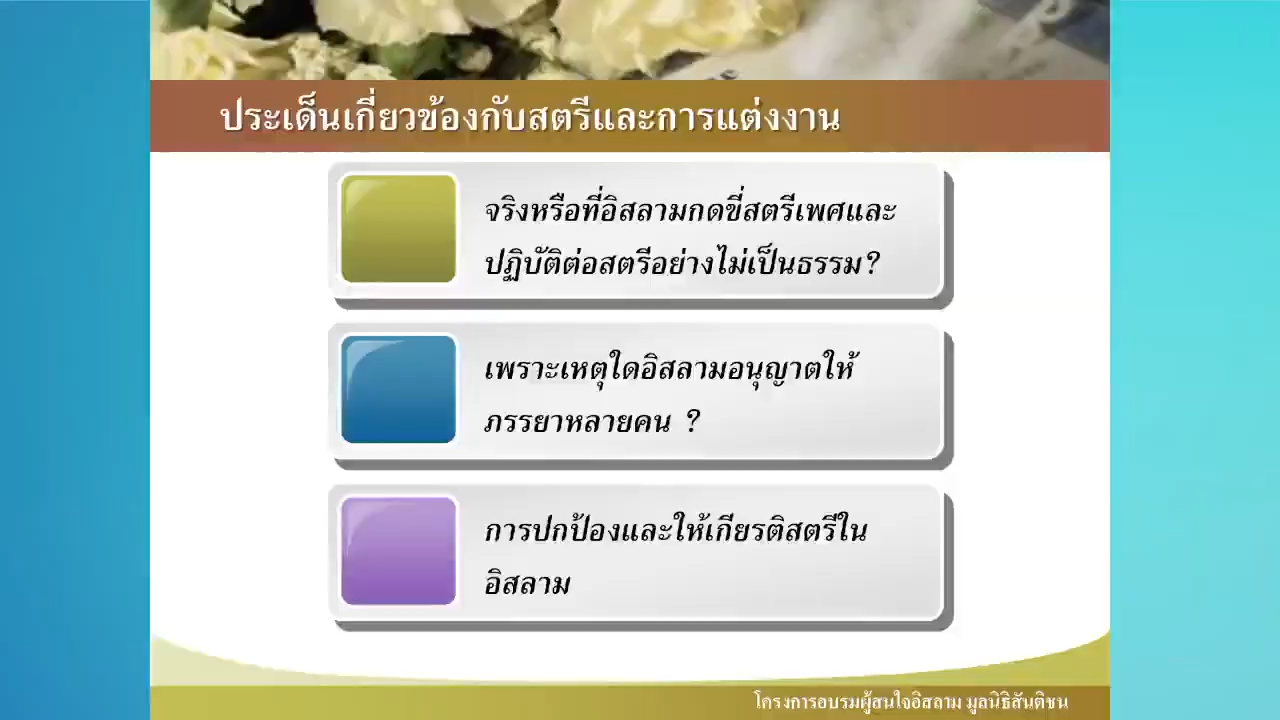 ประเด็นเกี่ยวข้องกับสตรีและการแต่งงาน
จริงหรือที่อิสลามกดขี่สตรีเพศและ
ปฏิบัติต่อสตรีอย่างไม่เป็นธรรม?
เพราะเหตุใดอิสลามอนุญาตให้
ภรรยาหลายคน ?
การปกป้องและให้เกียรติสตรีใน
อิสลาม
โครงการอบรมผู้สนใจอิสลาม มูลนิธิสันติชน